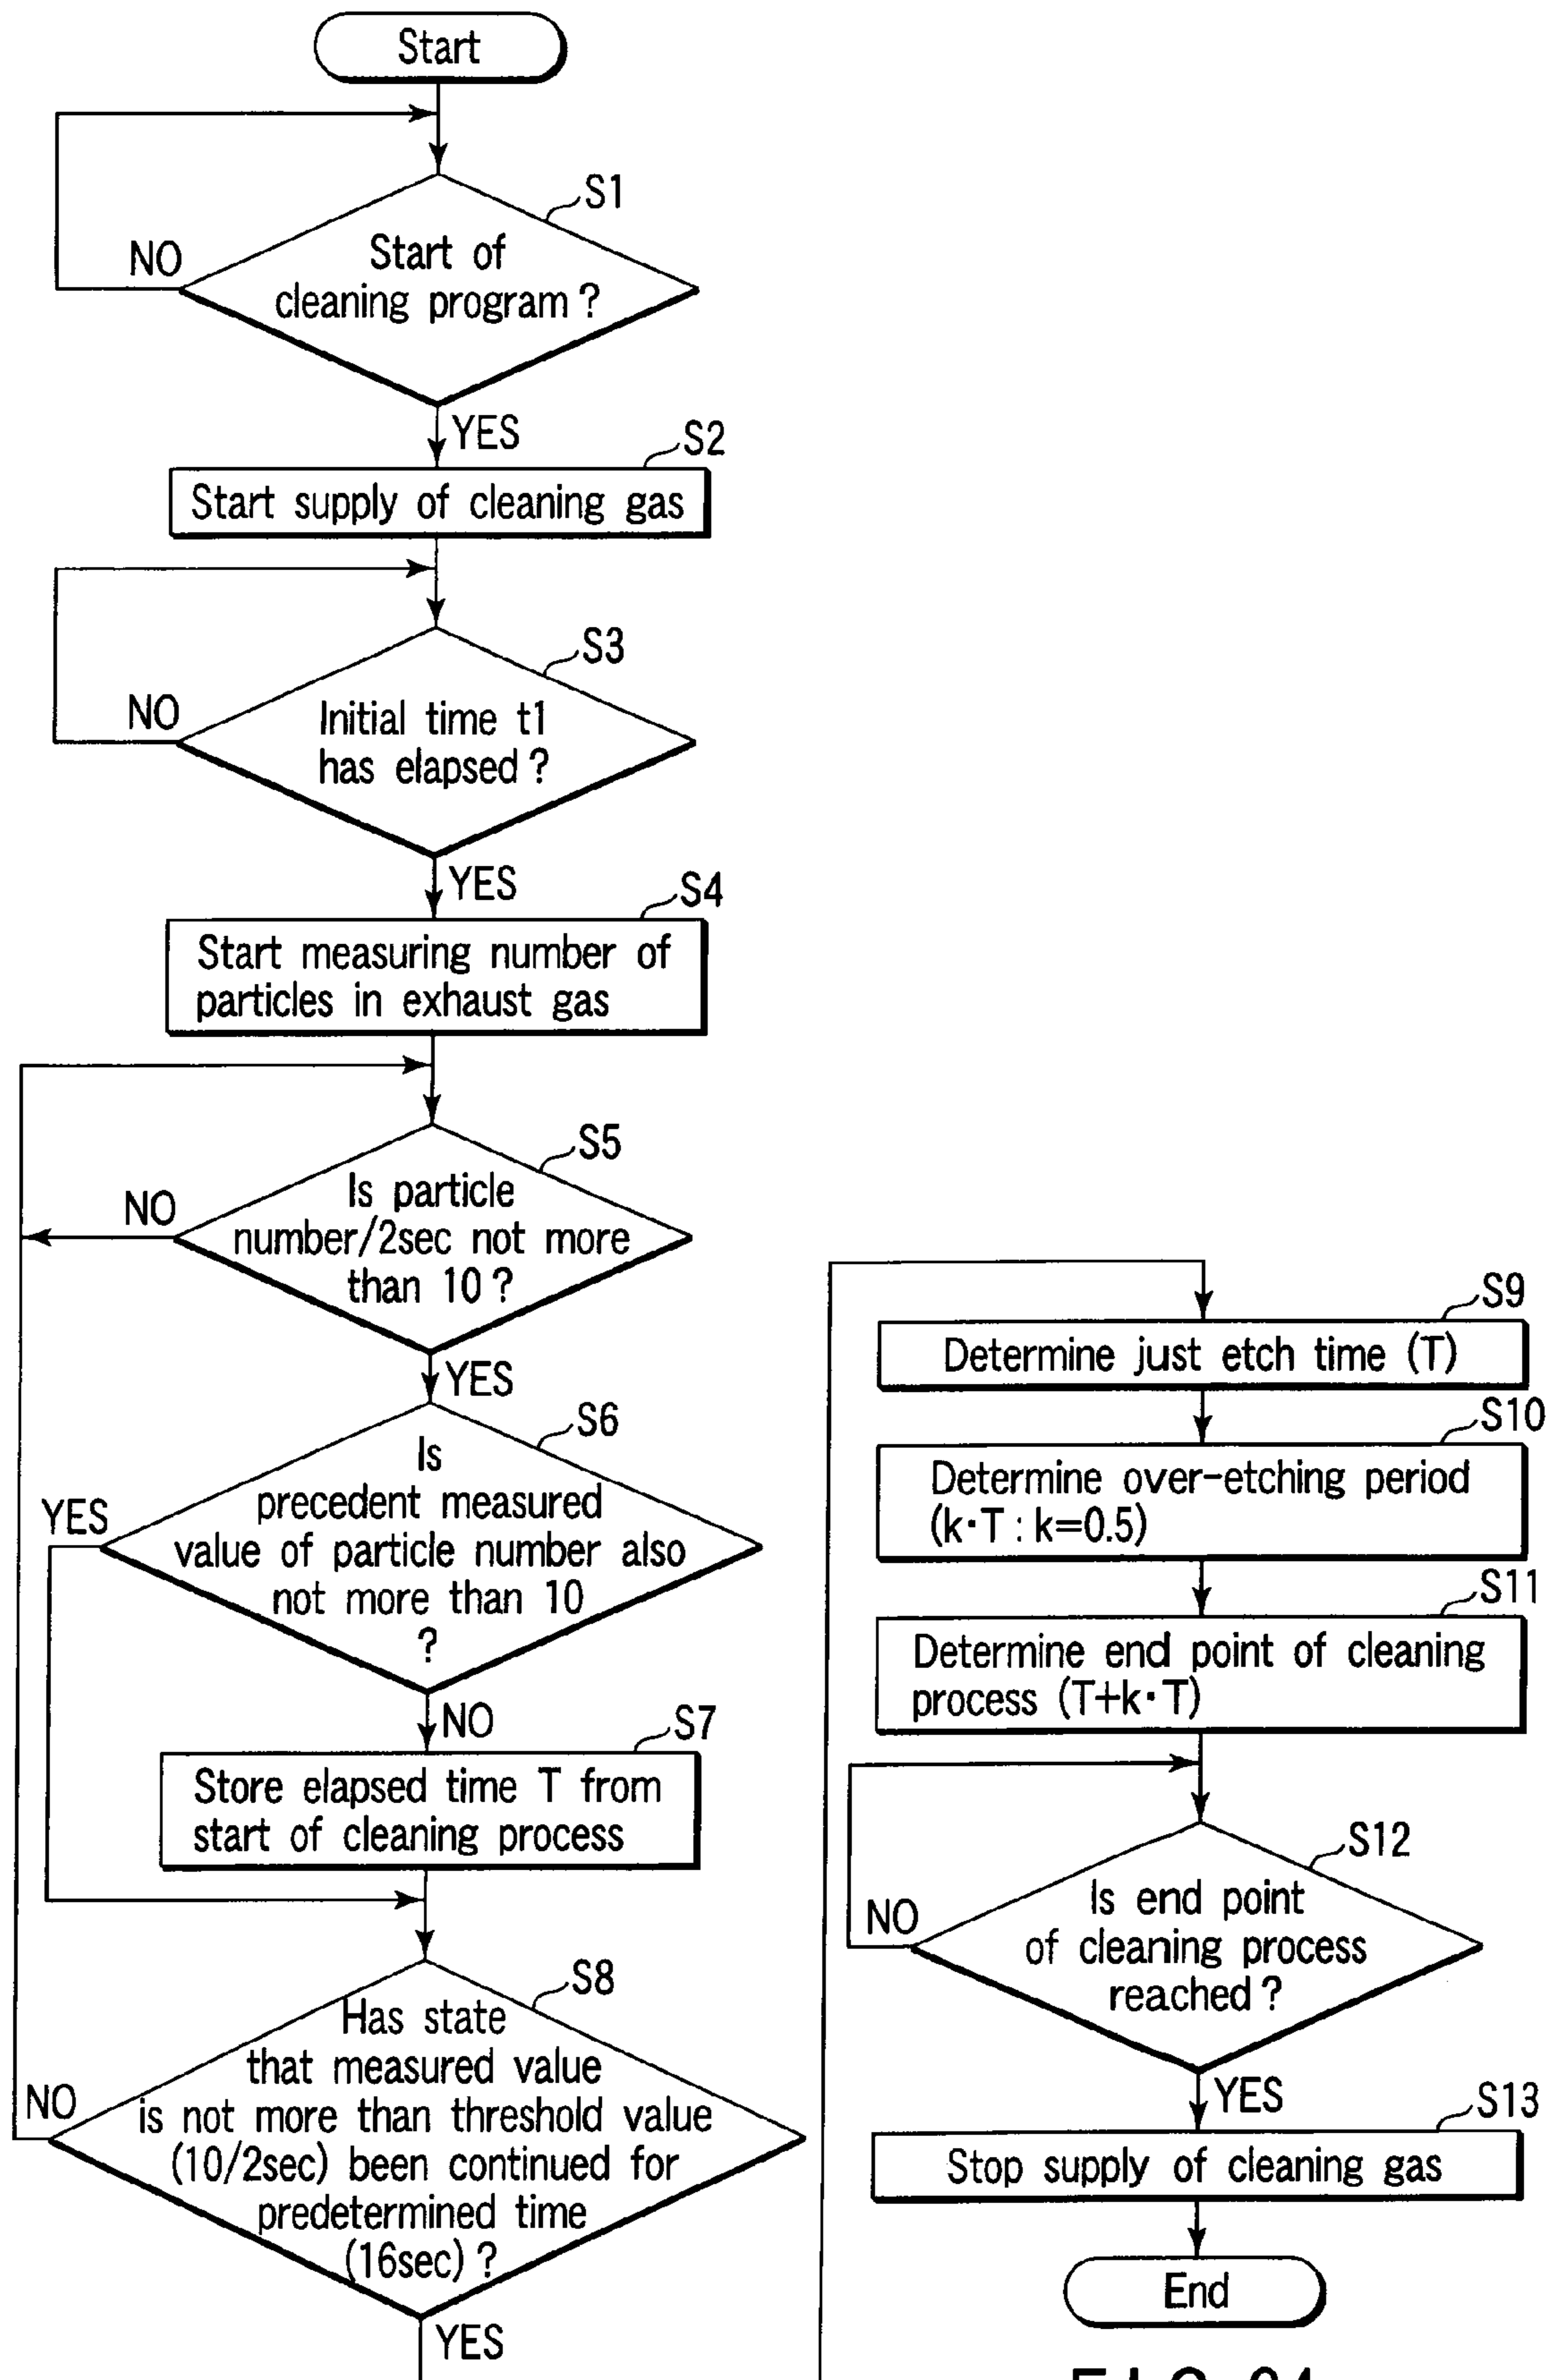 Start
S1
NO
Start of
cleaning program ?
YES
S2
Start supply of cleaning gas
S3
NO
Initial time t1
has elapsed ?
YES
S4
Start measuring number of
particles in exhaust gas
S5
NO
Is particle
number/2sec not more
than 10 ?
YES
S6
YES
Is
precedent measured
value of particle number also
not more than 10
?
NO
S7
Store elapsed time T from
start of cleaning process
S8
NO
Has state
that measured value
is not more than threshold value
(10/2sec) been continued for
predetermined time
(16sec) ?
YES
S9
Determine just etch time (T)
S10
Determine over-etching period
(k·T : k=0.5)
S11
Determine end point of cleaning
process (T+k·T)
S12
NO
Is end point
of cleaning process
reached ?
YES
S13
Stop supply of cleaning gas
End